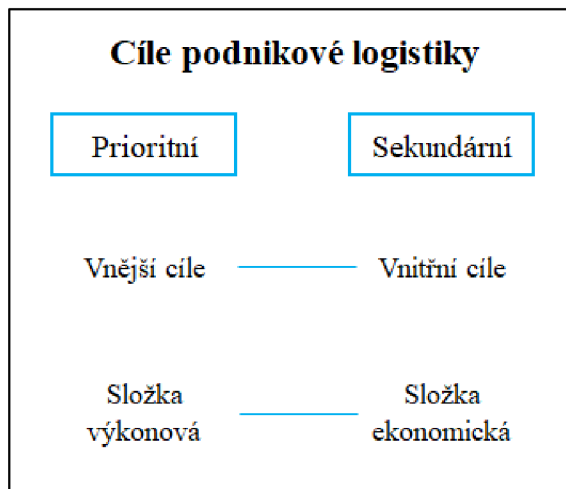 Cíle podnikové logistiky
Prioritní
Sekundární
Vnější cíle
Vnitřní cíle
Složka
výkonová
Složka
ekonomická